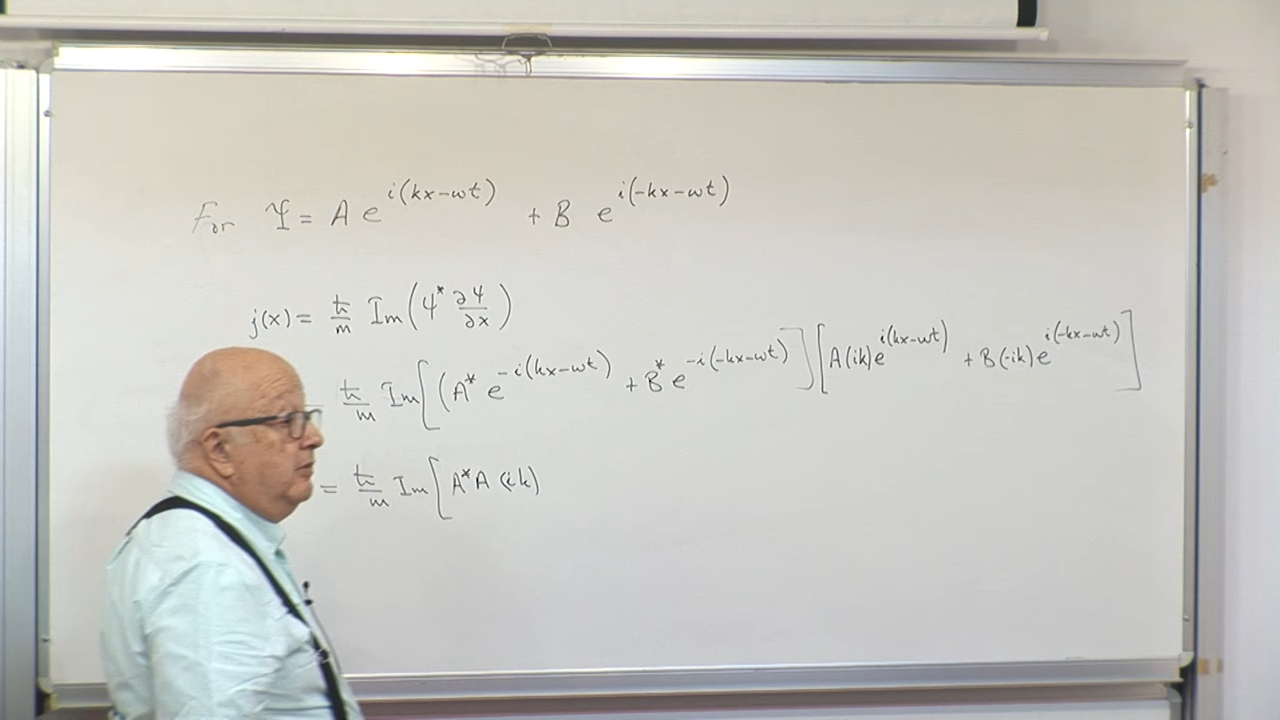 For Ψ = A e^{i(kx-ωt)} + B e^{i(-kx-ωt)}
j(x) = ħ/m Im(ψ* ∂ψ/∂x)
ħ/m Im[(A* e^{-i(kx-ωt)} + B* e^{-i(-kx-ωt)}][A(ik)e^{i(kx-ωt)} + B(-ik)e^{i(-kx-ωt)}]
= ħ/m Im[A*A (ik)